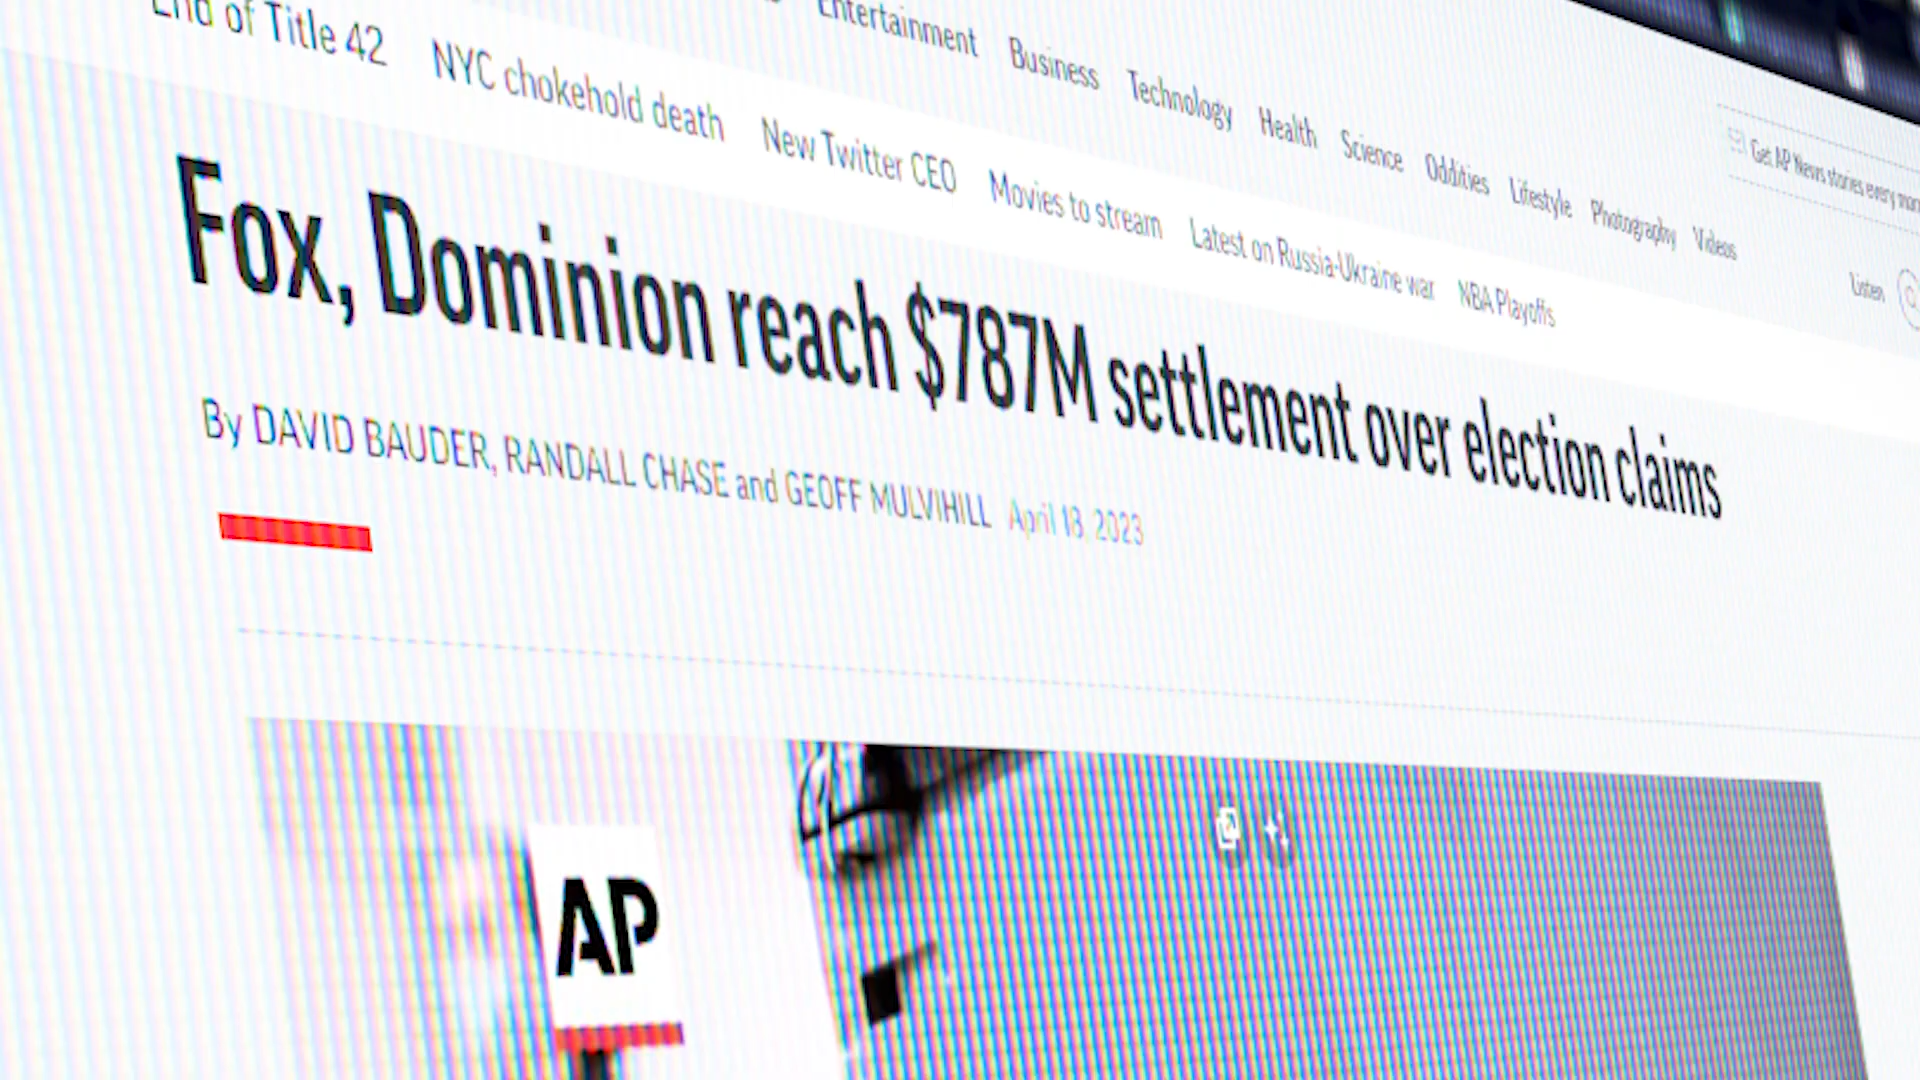 Entertainment Business Technology Health Science Oddities Lifestyle Photography Videos
Get AP News stories every
End of Title 42 NYC chokehold death New Twitter CEO Movies to stream Latest on Russia-Ukraine war NBA Playoffs
Listen
Fox, Dominion reach $787M settlement over election claims
By DAVID BAUDER, RANDALL CHASE and GEOFF MULVIHILL April 18, 2023
AP